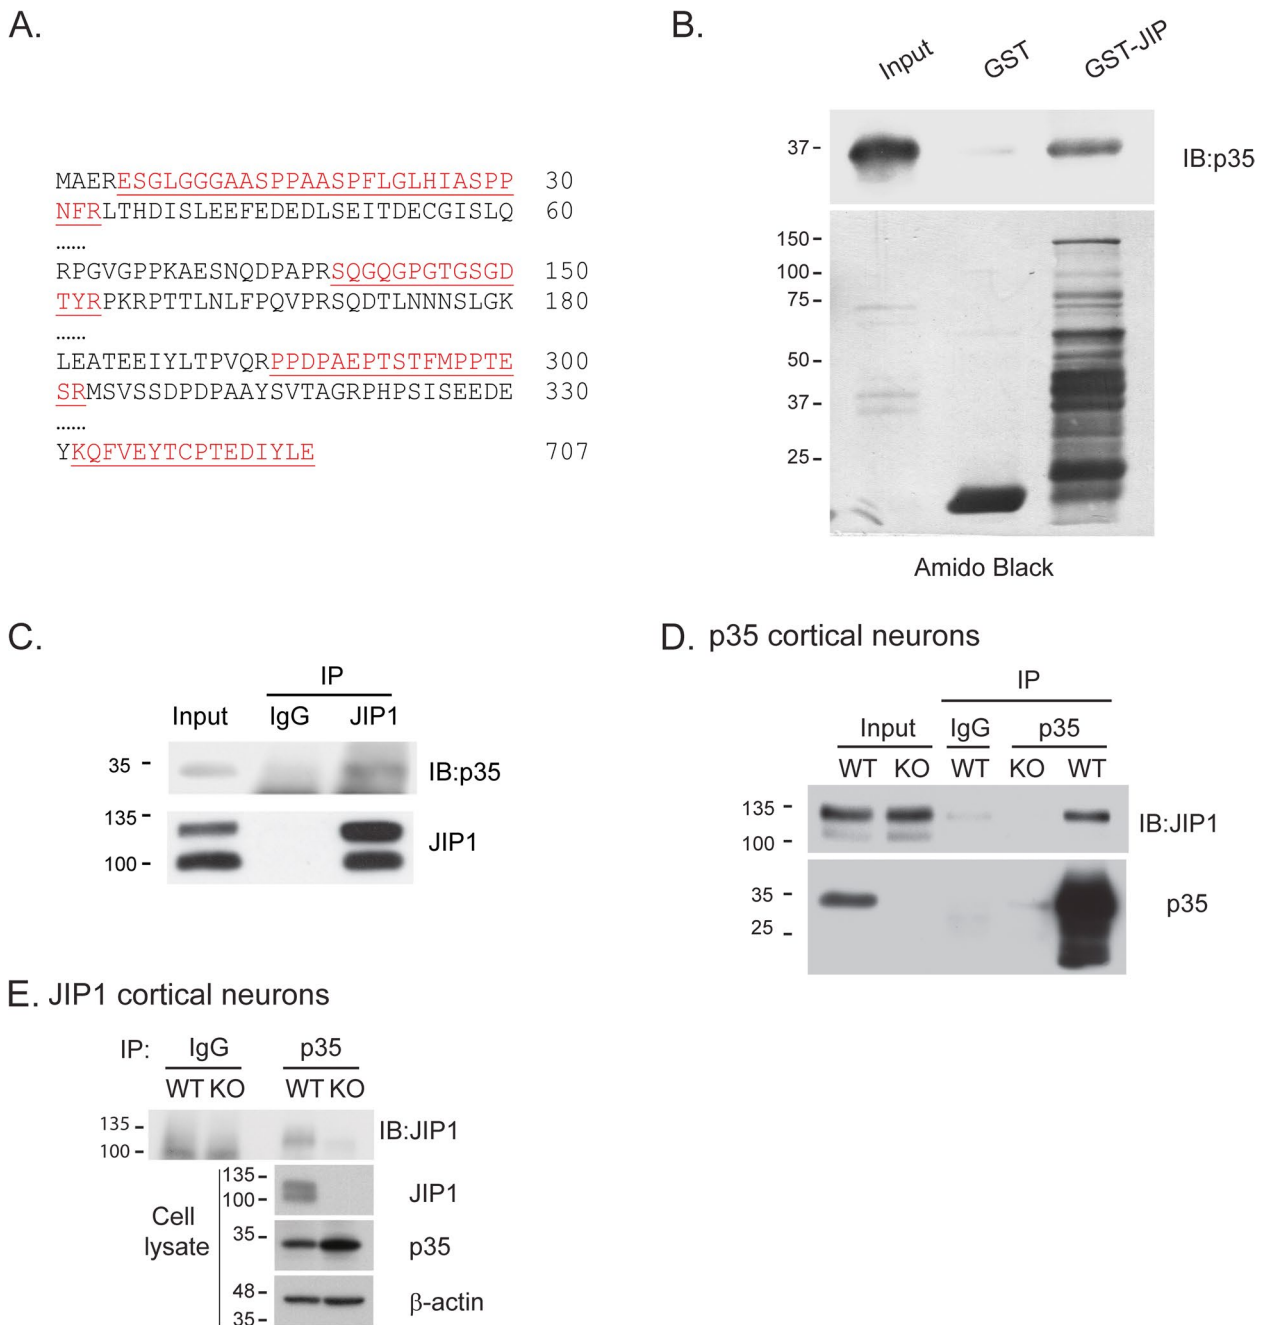 A.
MAERESGLGGGAASPPAASPFLGLHIASPP 30
NFRLTHDISLEEFEDEDLSEITDECGISLQ 60
......
RPGVGPPKAESNQDPAPRSQGQGPGTGSGD 150
TYRPKRPTTLNLFPQVPRSQDTLNNNSLGK 180
......
LEATEEIYLTPVQRPPDPAEPTSTFMPPTE 300
SRMSVSSDPDPAAYSVTAGRPHPSISEEDE 330
......
YKQFVEYTCPTEDIYLE 707
B.
Input GST GST-JIP
37-
IB:p35
150-
100-
75-
50-
37-
25-
Amido Black
C.
IP
Input IgG JIP1
35 -
IB:p35
135 -
100 -
JIP1
D. p35 cortical neurons
IP
Input IgG p35
WT KO WT KO WT
135 -
100 -
IB:JIP1
35 -
25 -
p35
E. JIP1 cortical neurons
IP: IgG p35
WT KO WT KO
135 -
100 -
IB:JIP1
Cell
lysate
135-
100-
JIP1
35-
p35
48-
35-
β-actin